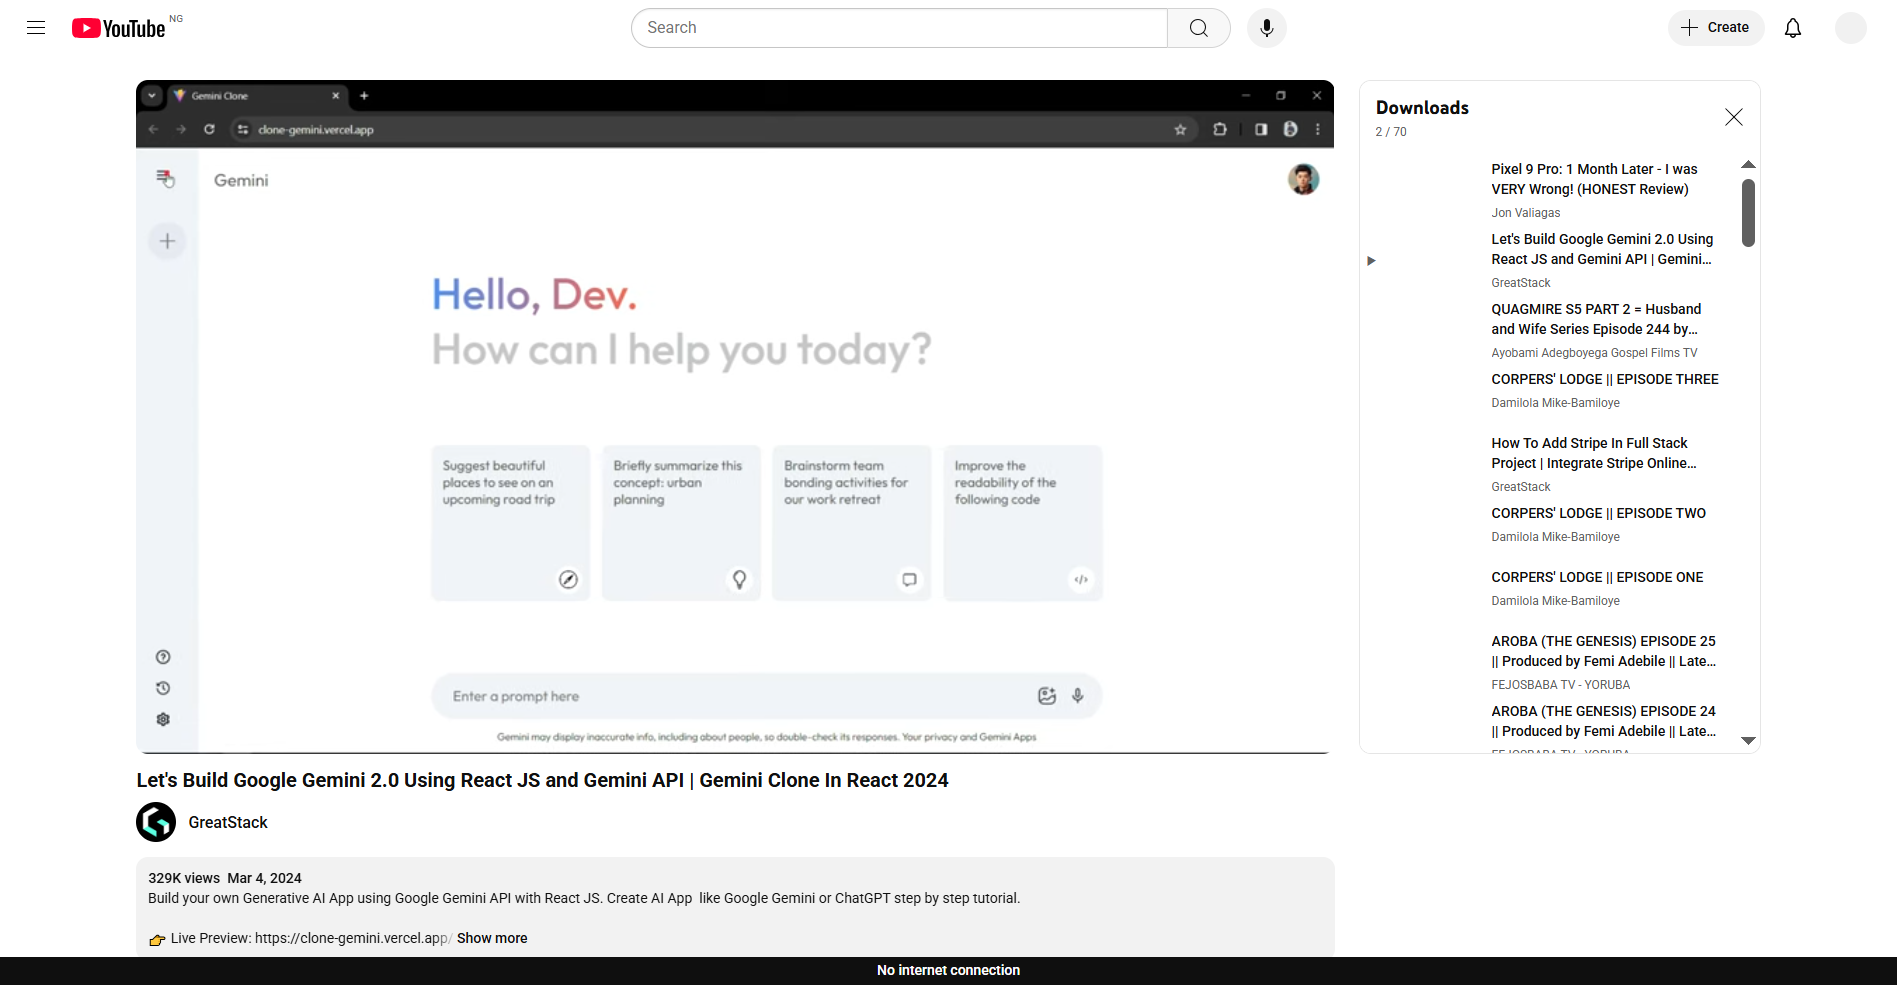 YouTube NG
Search
Create
Gemini Clone
clone-gemini.vercel.app
Gemini
Hello, Dev.
How can I help you today?
Suggest beautiful
places to see on an
upcoming road trip
Briefly summarize this
concept: urban
planning
Brainstorm team
bonding activities for
our work retreat
Improve the
readability of the
following code
Enter a prompt here
Gemini may display inaccurate info, including about people, so double-check its responses. Your privacy and Gemini Apps
Let's Build Google Gemini 2.0 Using React JS and Gemini API | Gemini Clone In React 2024
GreatStack
329K views Mar 4, 2024
Build your own Generative AI App using Google Gemini API with React JS. Create AI App like Google Gemini or ChatGPT step by step tutorial.
👉 Live Preview: https://clone-gemini.vercel.app/ Show more
Downloads
2 / 70
Pixel 9 Pro: 1 Month Later - I was
VERY Wrong! (HONEST Review)
Jon Valiagas
Let's Build Google Gemini 2.0 Using
React JS and Gemini API | Gemini...
GreatStack
QUAGMIRE S5 PART 2 = Husband
and Wife Series Episode 244 by...
Ayobami Adegboyega Gospel Films TV
CORPERS' LODGE || EPISODE THREE
Damilola Mike-Bamiloye
How To Add Stripe In Full Stack
Project | Integrate Stripe Online...
GreatStack
CORPERS' LODGE || EPISODE TWO
Damilola Mike-Bamiloye
CORPERS' LODGE || EPISODE ONE
Damilola Mike-Bamiloye
AROBA (THE GENESIS) EPISODE 25
|| Produced by Femi Adebile || Late...
FEJOSBABA TV - YORUBA
AROBA (THE GENESIS) EPISODE 24
|| Produced by Femi Adebile || Late...
FEJOSBABA TV - YORUBA
No internet connection